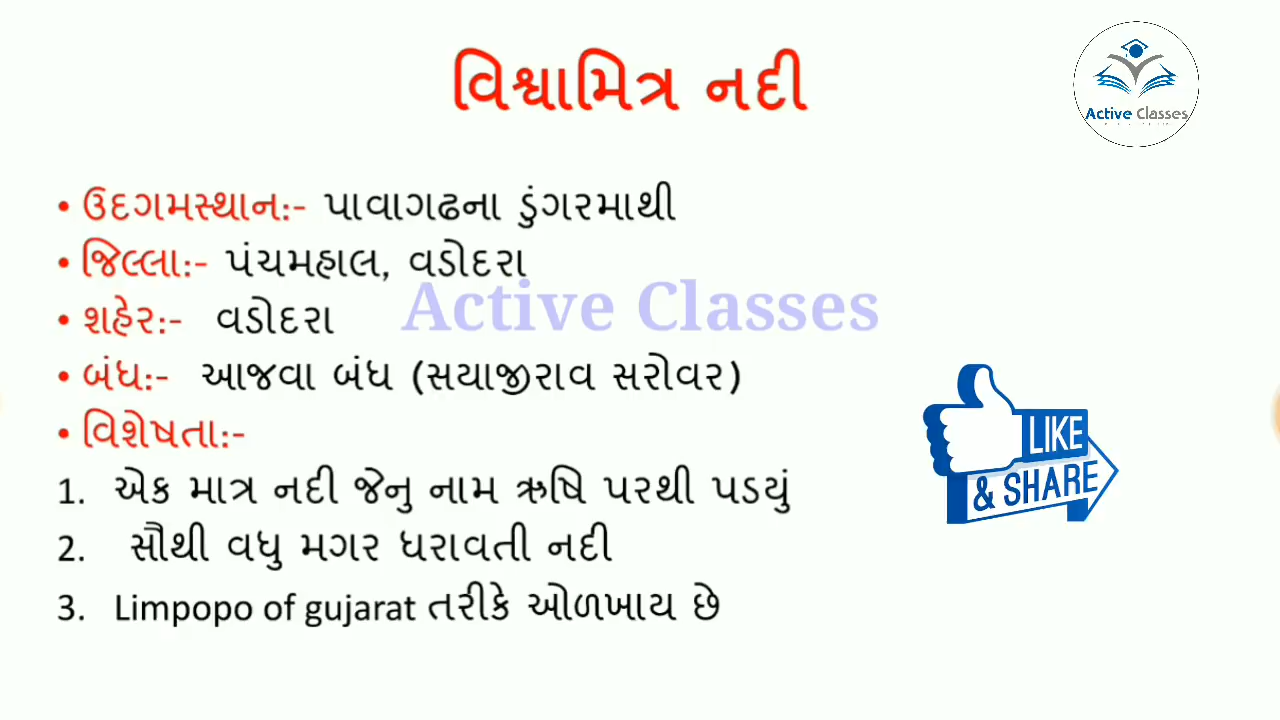 વિશ્વામિત્ર નદી
Active Classes
• ઉદગમસ્થાન:- પાવાગઢના ડુંગરમાથી
• જિલ્લા:- પંચમહાલ, વડોદરા
Active Classes
• શહેર:- વડોદરા
• બંધ:- આજવા બંધ (સયાજીરાવ સરોવર)
• વિશેષતા:-
1. એક માત્ર નદી જેનુ નામ ઋષિ પરથી પડયું
2. સૌથી વધુ મગર ધરાવતી નદી
3. Limpopo of gujarat તરીકે ઓળખાય છે
LIKE
& SHARE